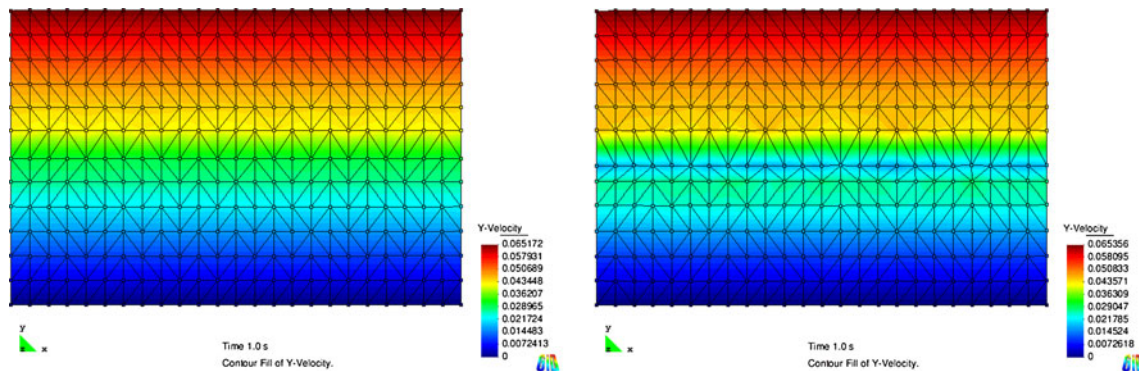 Y-Velocity
0.065172
0.057931
0.050689
0.043448
0.036207
0.028965
0.021724
0.014483
0.0072413
0
y
z x
Time 1.0 s
Contour Fill of Y-Velocity.
GiD
Y-Velocity
0.065356
0.058095
0.050833
0.043571
0.036309
0.029047
0.021785
0.014524
0.0072618
0
y
z x
Time 1.0 s
Contour Fill of Y-Velocity.
GiD